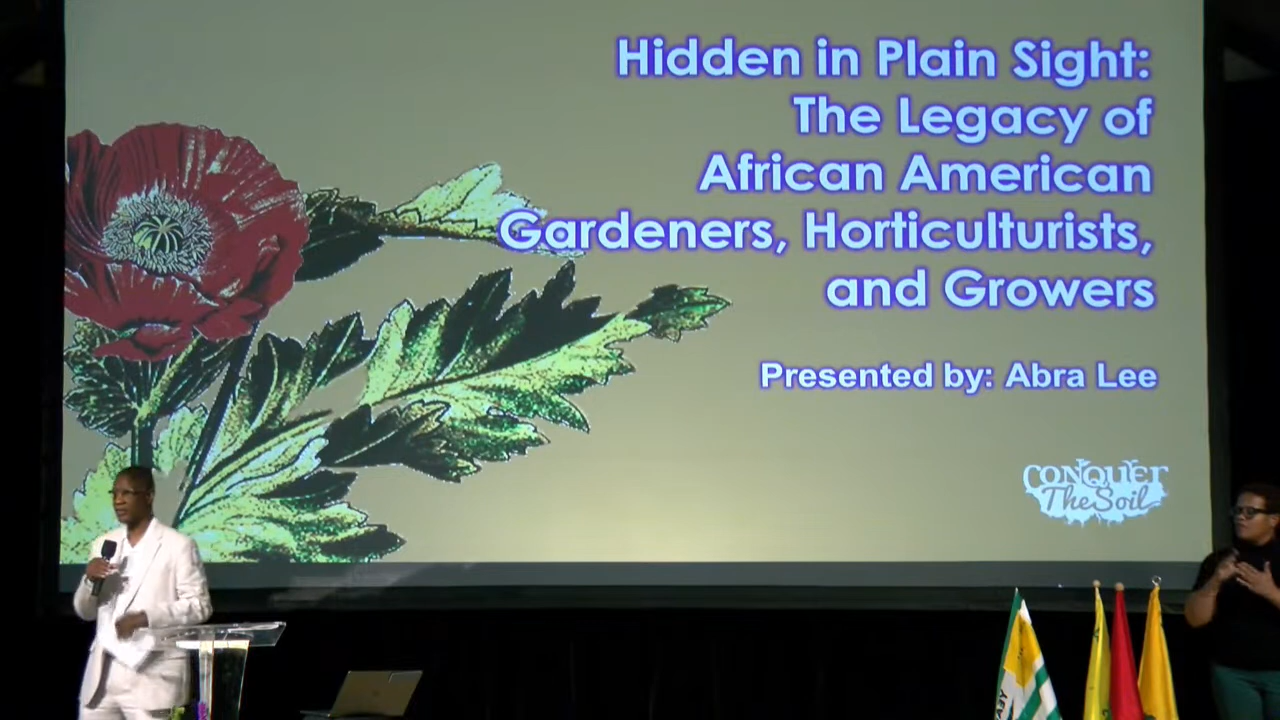 Hidden in Plain Sight:
The Legacy of
African American
Gardeners, Horticulturists,
and Growers
Presented by: Abra Lee
CONQUER
The Soil